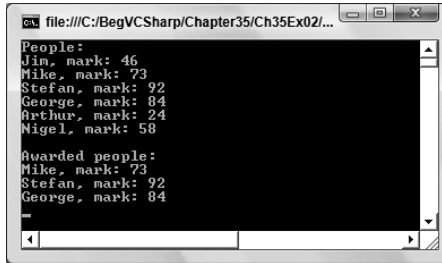 file:///C:/BegVCSharp/Chapter35/Ch35Ex02/...
People:
Jim, mark: 46
Mike, mark: 73
Stefan, mark: 92
George, mark: 84
Arthur, mark: 24
Nigel, mark: 58
Awarded people:
Mike, mark: 73
Stefan, mark: 92
George, mark: 84